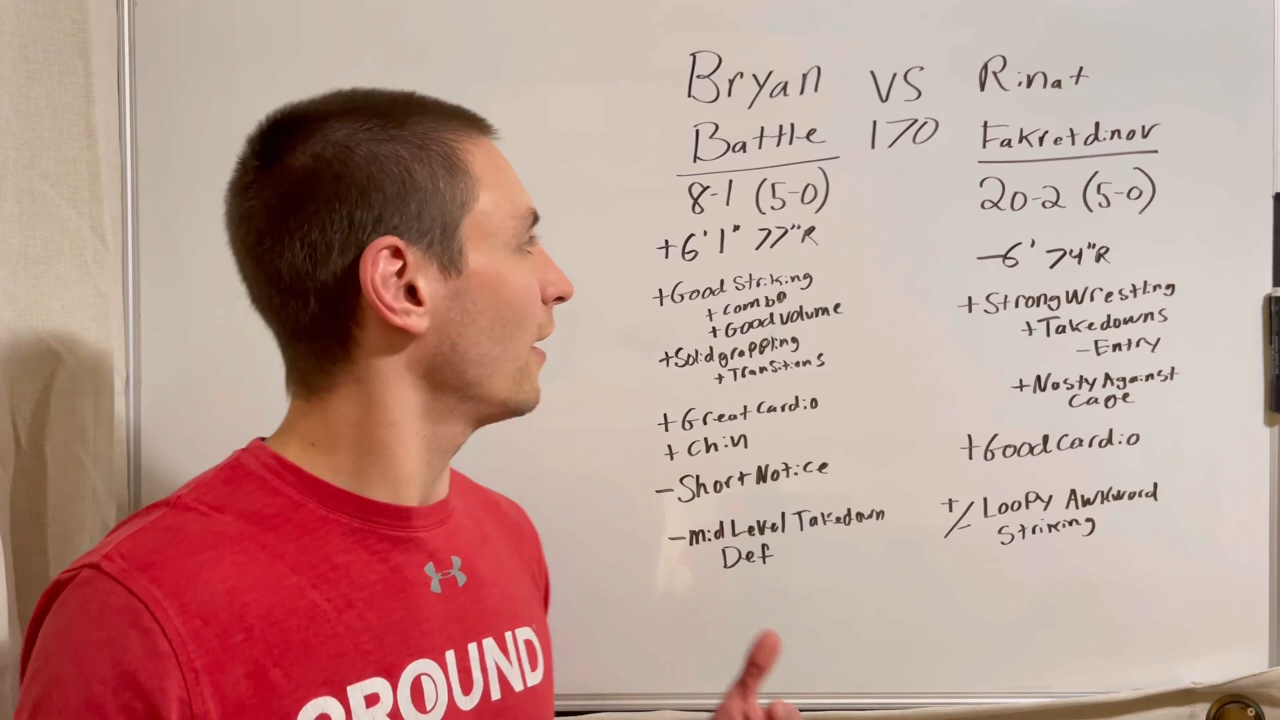 Bryan VS Rinat
Battle 170 Fakretdinov
8-1 (5-0)
+6'1" 77"R
+Good Striking
+combo
+Good Volume
+Solid grappling
+Transitions
+Great Cardio
+Chin
-Short Notice
-mid Level Takedown
Def
20-2 (5-0)
-6' 74"R
+Strong Wrestling
+Takedowns
-Entry
+Nasty Against
Cage
+Good Cardio
+/- Loopy Awkward
Striking
GROUND